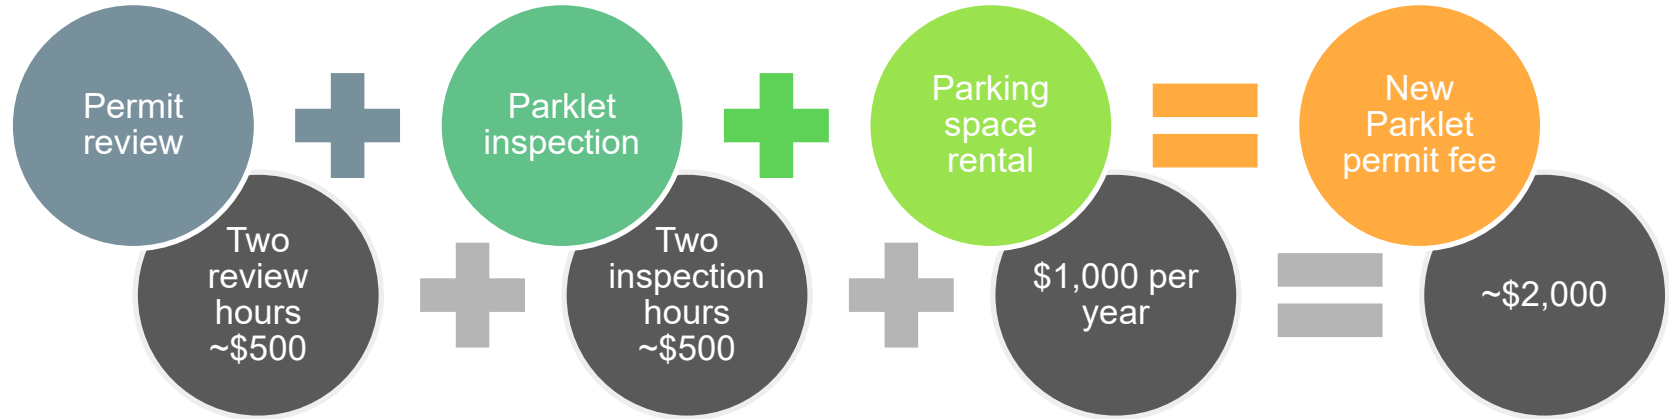 Permit
review
Parklet
inspection
Parking
space
rental
New
Parklet
permit fee
Two
review
hours
~$500
Two
inspection
hours
~$500
$1,000 per
year
~$2,000